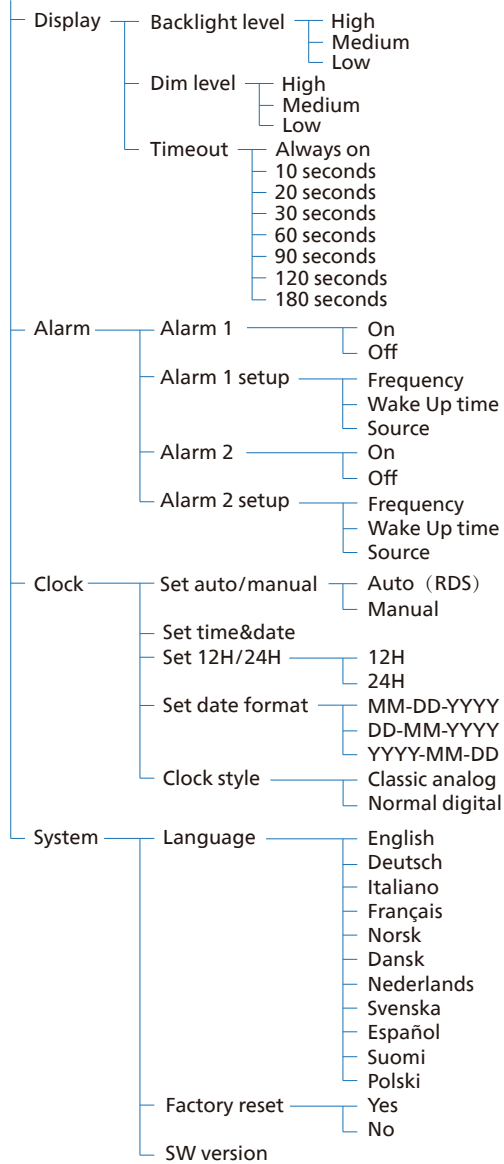 Display Backlight level High
Medium
Low
Dim level High
Medium
Low
Timeout Always on
10 seconds
20 seconds
30 seconds
60 seconds
90 seconds
120 seconds
180 seconds
Alarm Alarm 1 On
Off
Alarm 1 setup Frequency
Wake Up time
Source
Alarm 2 On
Off
Alarm 2 setup Frequency
Wake Up time
Source
Clock Set auto/manual Auto（RDS）
Manual
Set time&date
Set 12H/24H 12H
24H
Set date format MM-DD-YYYY
DD-MM-YYYY
YYYY-MM-DD
Clock style Classic analog
Normal digital
System Language English
Deutsch
Italiano
Français
Norsk
Dansk
Nederlands
Svenska
Español
Suomi
Polski
Factory reset Yes
No
SW version